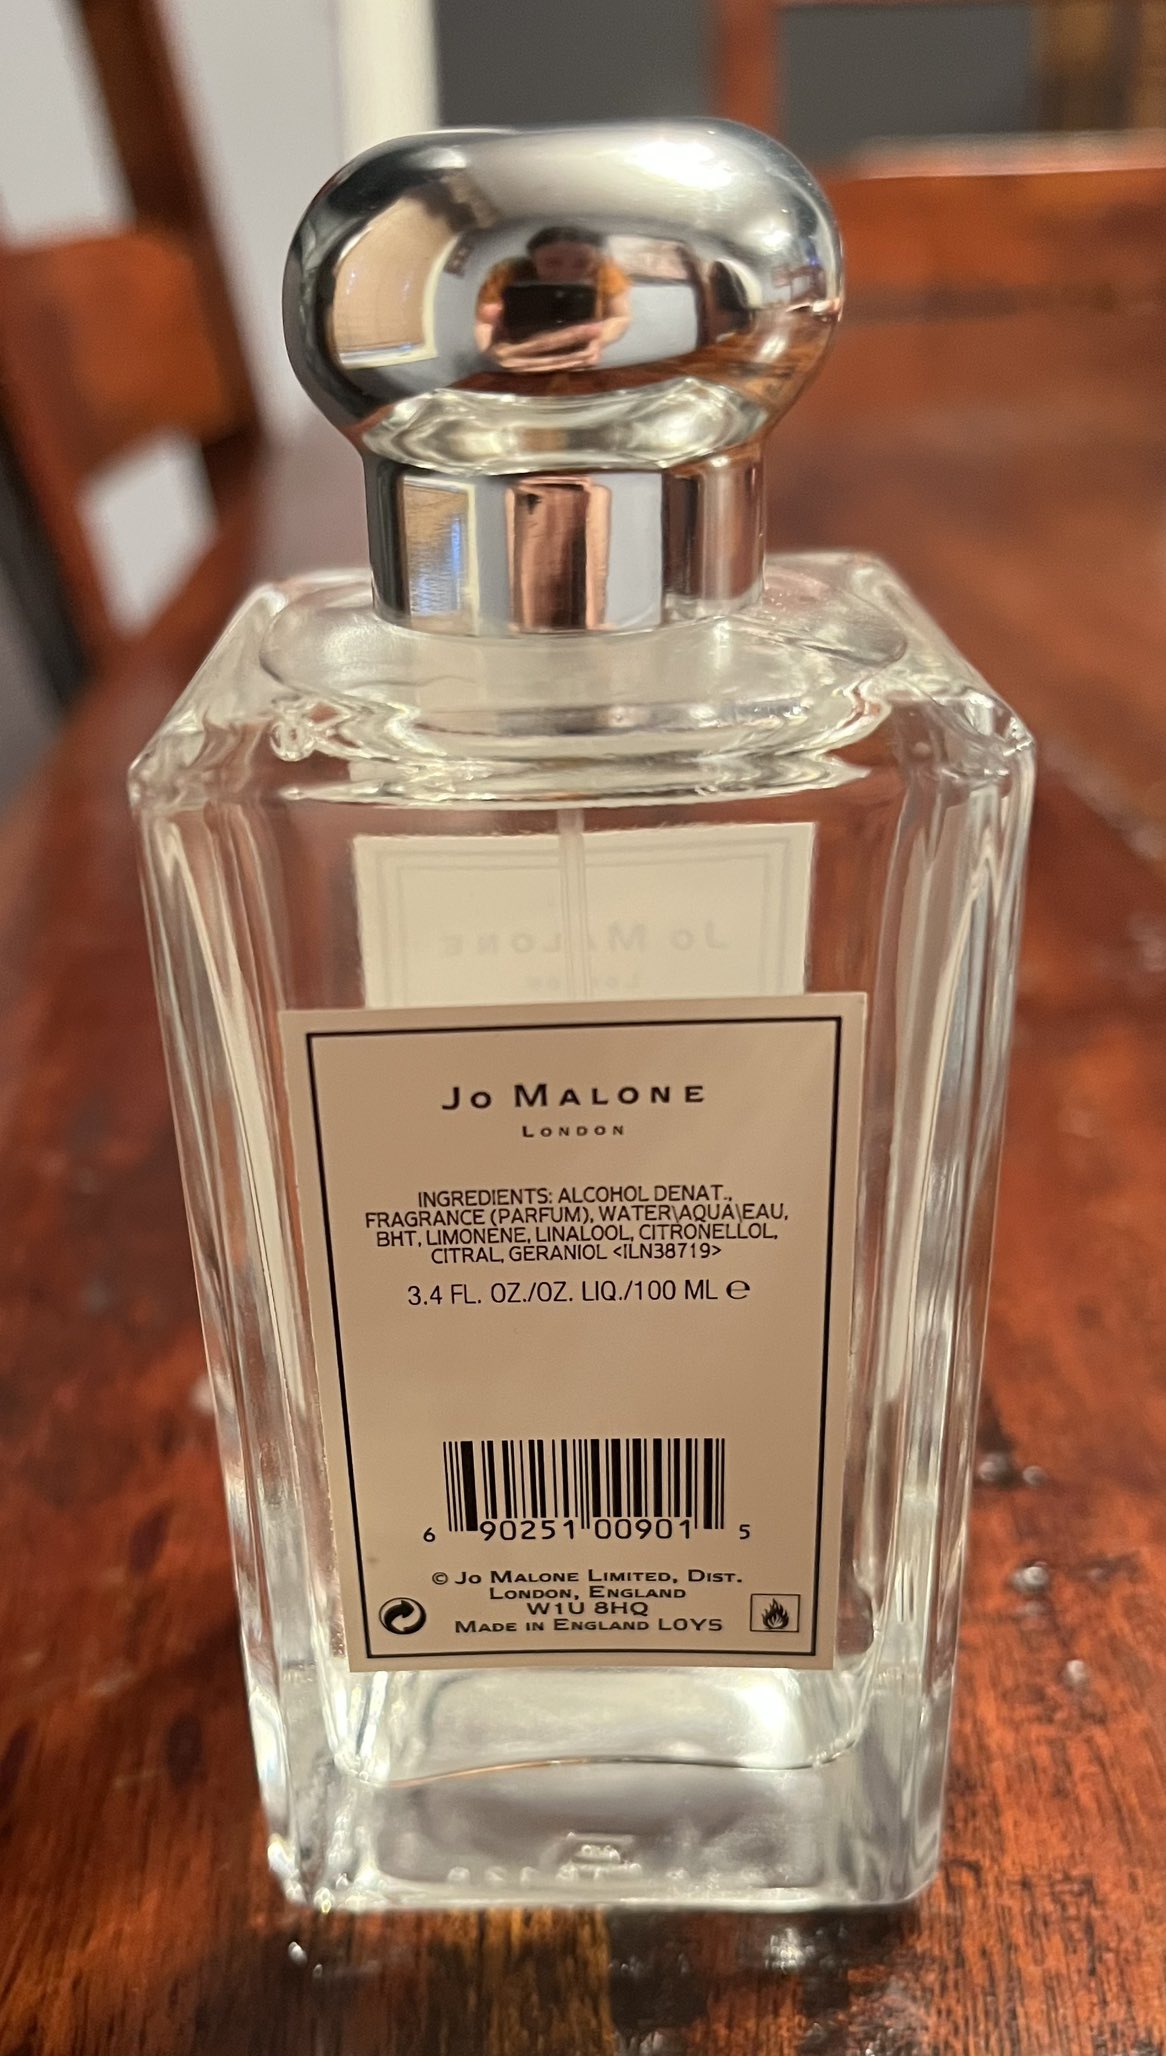 Jo Malone
London
INGREDIENTS: ALCOHOL DENAT.,
FRAGRANCE (PARFUM), WATER\AQUA\EAU,
BHT, LIMONENE, LINALOOL, CITRONELLOL,
CITRAL, GERANIOL <ILN38719>
3.4 FL. OZ./OZ. LIQ./100 ML ℮
6 90251 00901 5
© Jo Malone Limited, Dist.
London, England
W1U 8HQ
Made in England L0YS